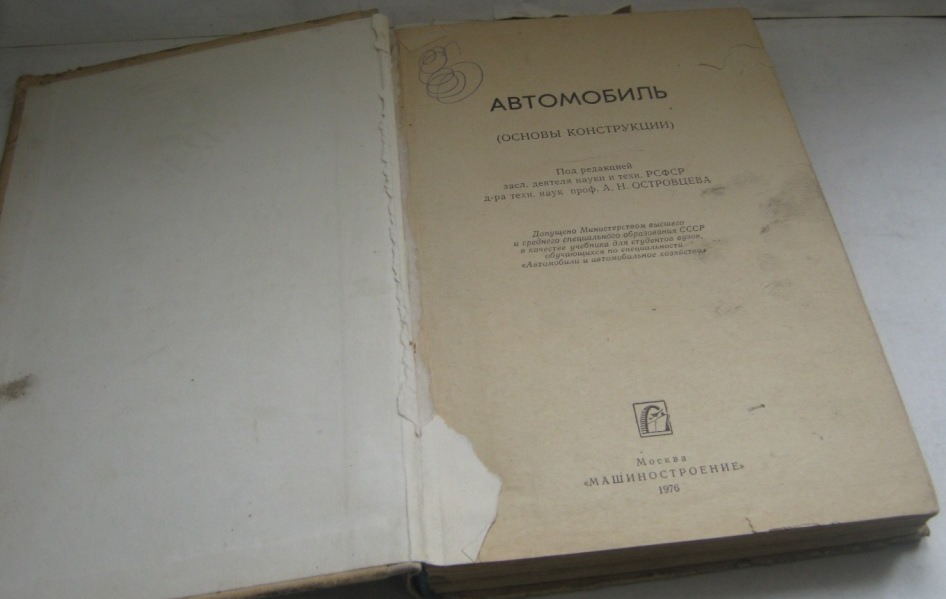 АВТОМОБИЛЬ
(ОСНОВЫ КОНСТРУКЦИИ)
Под редакцией
засл. деятеля науки и техн. РСФСР
д-ра техн. наук проф. А. Н. ОСТРОВЦЕВА
Допущено Министерством высшего
и среднего специального образования СССР
в качестве учебника для студентов вузов,
обучающихся по специальности
«Автомобили и автомобильное хозяйство»
Москва
«МАШИНОСТРОЕНИЕ»
1976